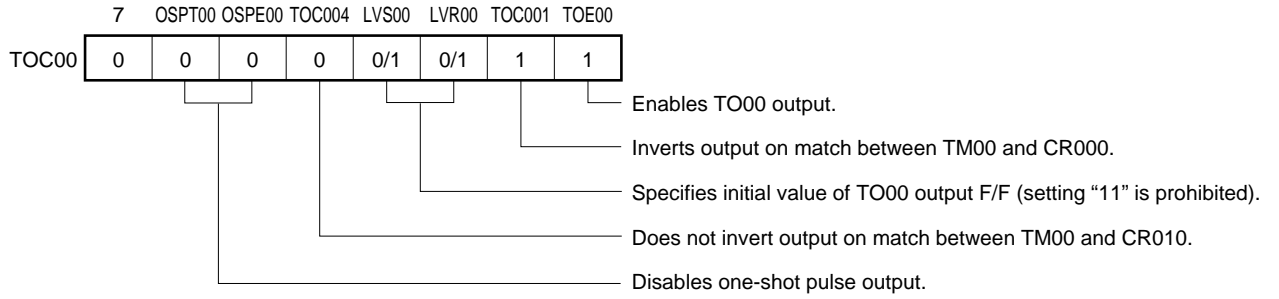 7 OSPT00 OSPE00 TOC004 LVS00 LVR00 TOC001 TOE00
TOC00 0 0 0 0 0/1 0/1 1 1
Enables TO00 output.
Inverts output on match between TM00 and CR000.
Specifies initial value of TO00 output F/F (setting “11” is prohibited).
Does not invert output on match between TM00 and CR010.
Disables one-shot pulse output.